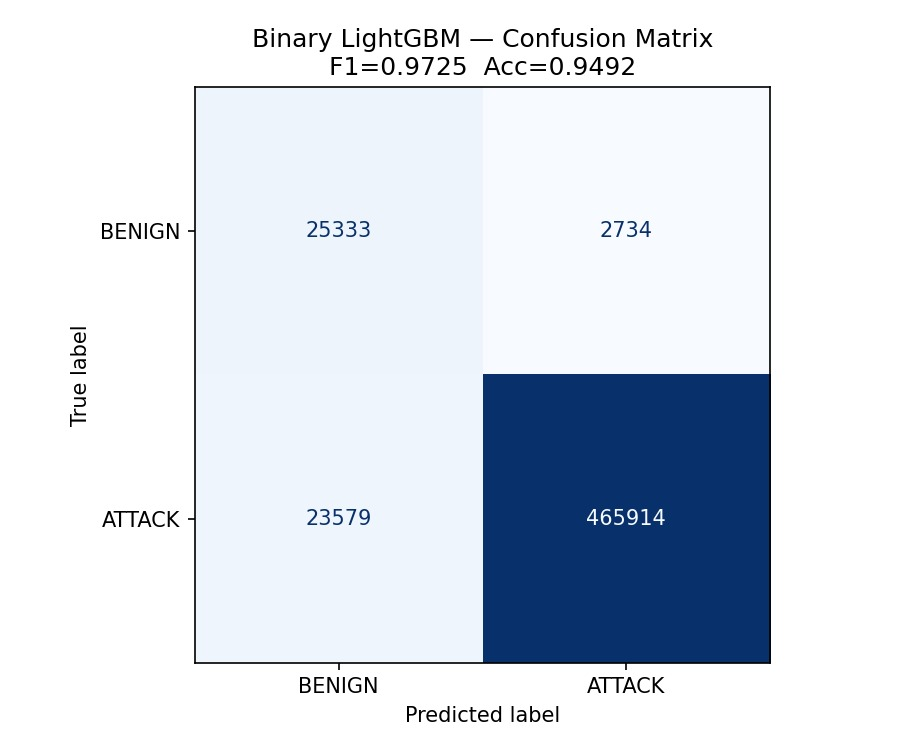 Binary LightGBM — Confusion Matrix
F1=0.9725  Acc=0.9492
BENIGN
25333
2734
True label
ATTACK
23579
465914
BENIGN
ATTACK
Predicted label